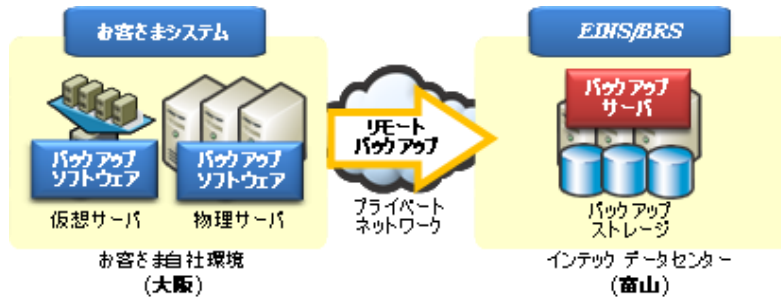 お客さまシステム
EINS/BRS
バックアップ
サーバ
リモート
バックアップ
バックアップ
ソフトウェア
バックアップ
ソフトウェア
仮想サーバ
物理サーバ
プライベート
ネットワーク
バックアップ
ストレージ
お客さま自社環境
(大阪)
インテック データセンター
(富山)